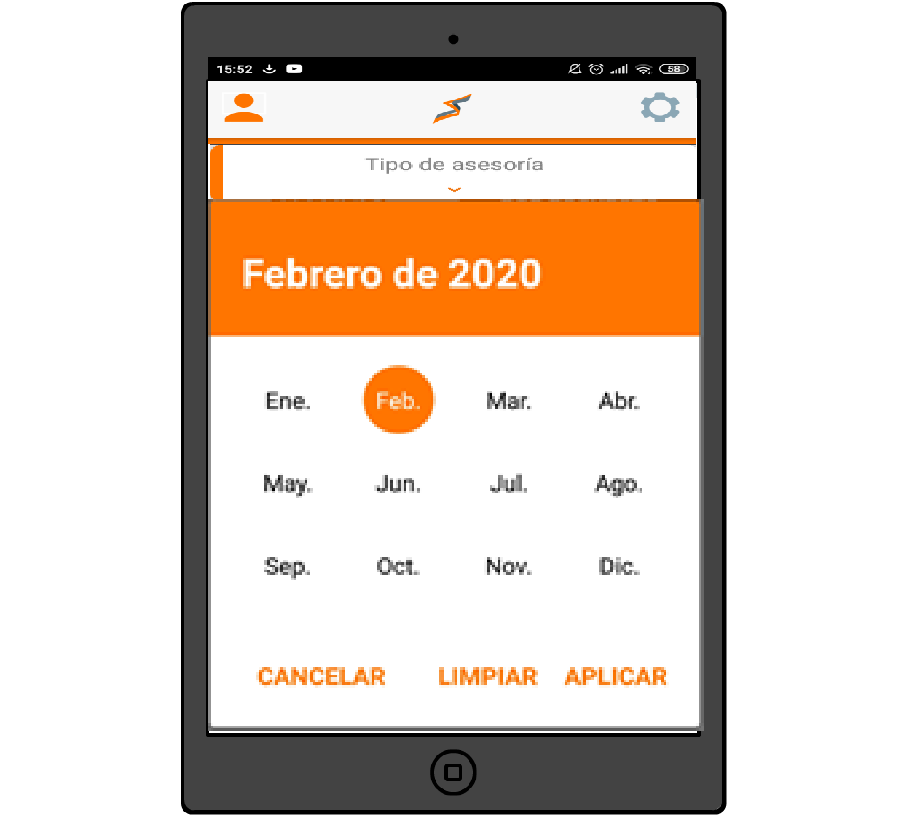 15:52 58
Tipo de asesoría
Febrero de 2020
Ene. Feb. Mar. Abr.
May. Jun. Jul. Ago.
Sep. Oct. Nov. Dic.
CANCELAR LIMPIAR APLICAR